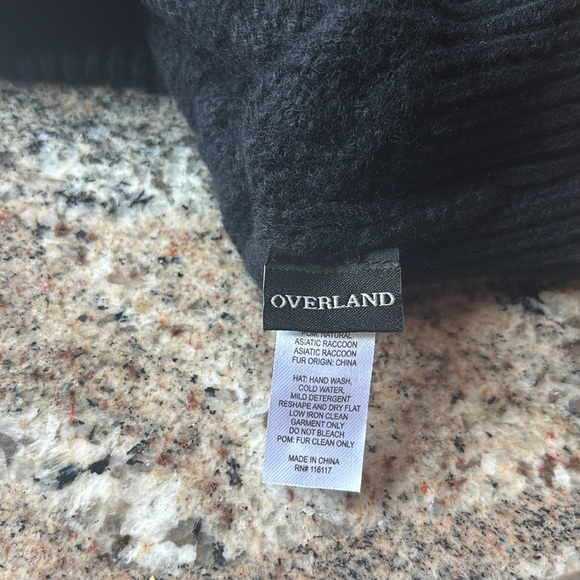 OVERLAND
POM: NATURAL
ASIATIC RACCOON
ASIATIC RACCOON
FUR ORIGIN: CHINA
HAT: HAND WASH,
COLD WATER,
MILD DETERGENT
RESHAPE AND DRY FLAT
LOW IRON CLEAN
GARMENT ONLY
DO NOT BLEACH
POM: FUR CLEAN ONLY
MADE IN CHINA
RN# 116117